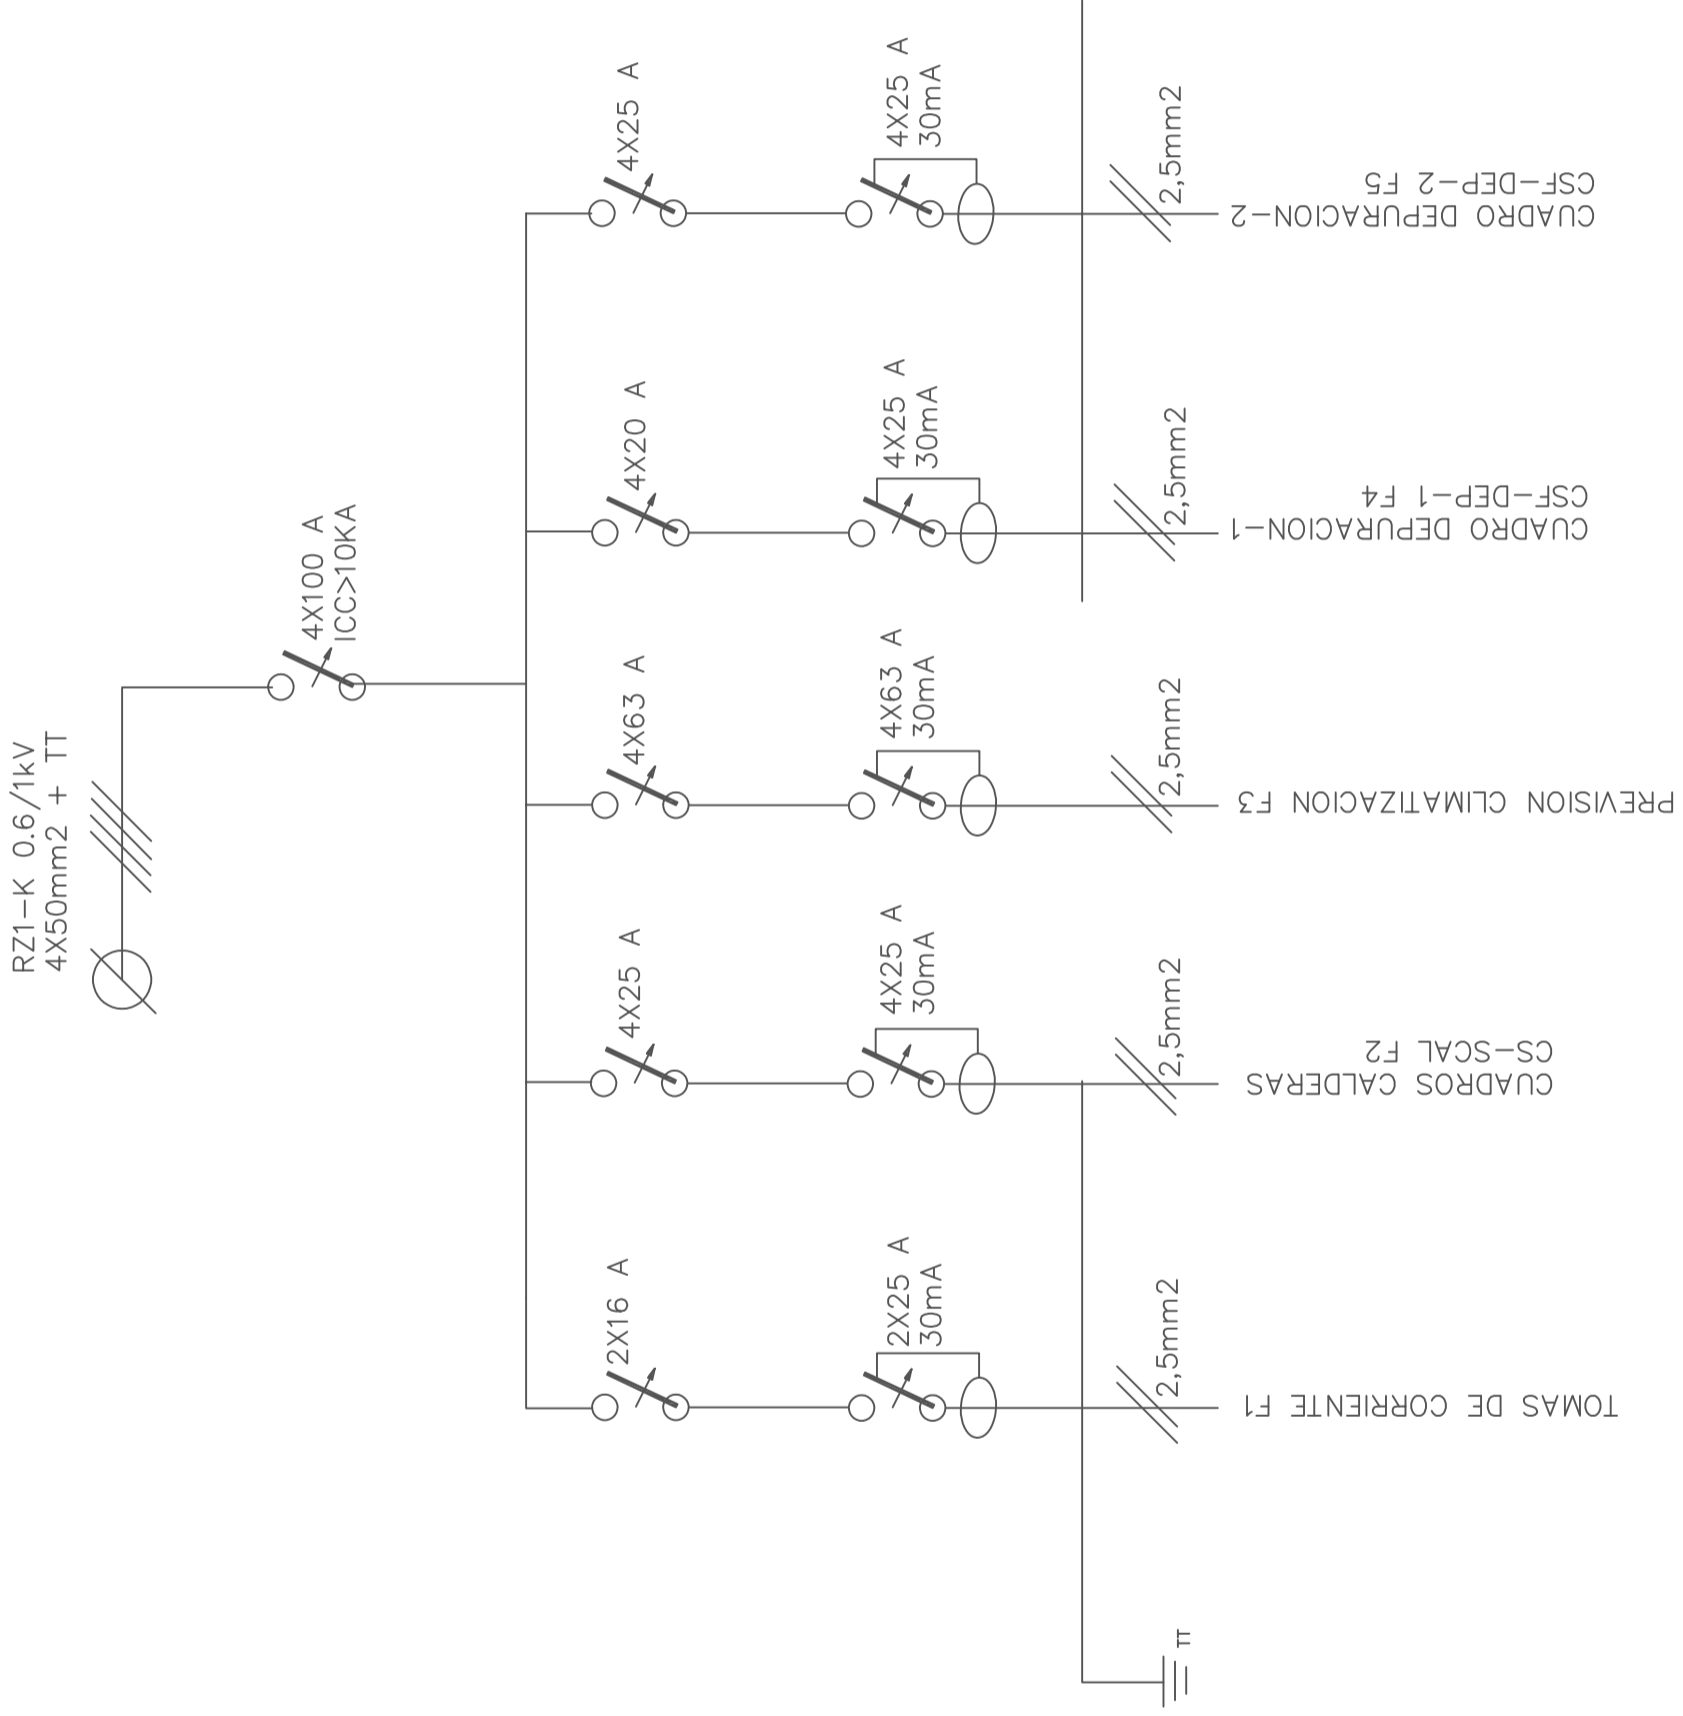 RZ1-K 0.6/1kV
4X50mm2 + TT
4X100 A
ICC>10KA
2X16 A
2X25 A
30mA
2,5mm2
TOMAS DE CORRIENTE F1
4X25 A
4X25 A
30mA
2,5mm2
CUADROS CALDERAS
CS-SCAL F2
4X63 A
4X63 A
30mA
2,5mm2
PREVISION CLIMATIZACION F3
4X20 A
4X25 A
30mA
2,5mm2
CUADRO DEPURACION-1
CSF-DEP-1 F4
4X25 A
4X25 A
30mA
2,5mm2
CUADRO DEPURACION-2
CSF-DEP-2 F5
TT